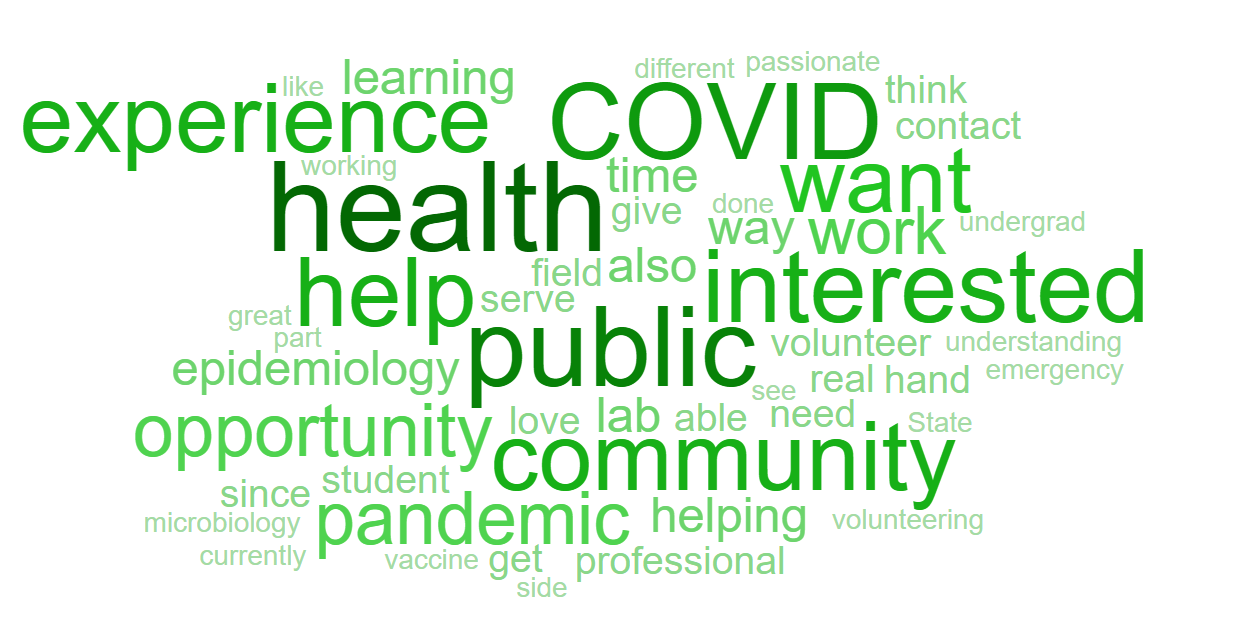 different passionate
like learning
experience COVID think
contact
working time want
health give done
way work undergrad
field also interested
help serve
great public volunteer understanding
part
epidemiology real hand emergency
see
opportunity love lab able need State
community
since student
microbiology pandemic helping volunteering
currently vaccine get professional
side